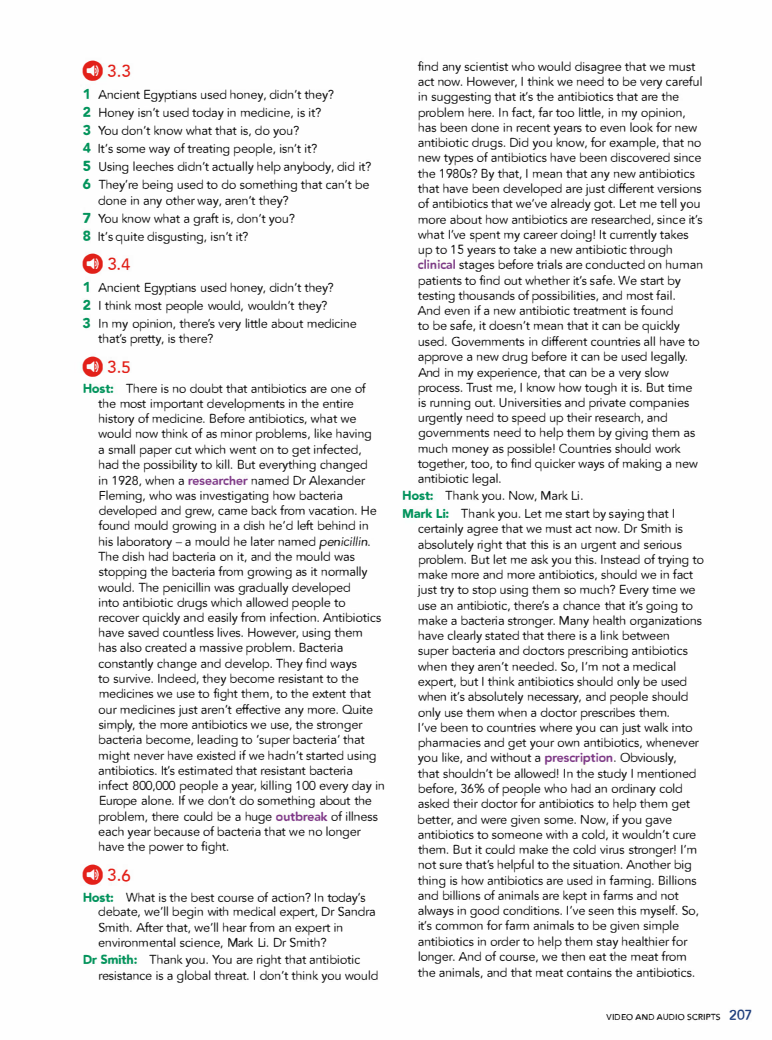 3.3
1 Ancient Egyptians used honey, didn't they?
2 Honey isn't used today in medicine, is it?
3 You don't know what that is, do you?
4 It's some way of treating people, isn't it?
5 Using leeches didn't actually help anybody, did it?
6 They're being used to do something that can't be
done in any other way, aren't they?
7 You know what a graft is, don't you?
8 It's quite disgusting, isn't it?
3.4
1 Ancient Egyptians used honey, didn't they?
2 I think most people would, wouldn't they?
3 In my opinion, there's very little about medicine
that's pretty, is there?
3.5
Host: There is no doubt that antibiotics are one of
the most important developments in the entire
history of medicine. Before antibiotics, what we
would now think of as minor problems, like having
a small paper cut which went on to get infected,
had the possibility to kill. But everything changed
in 1928, when a researcher named Dr Alexander
Fleming, who was investigating how bacteria
developed and grew, came back from vacation. He
found mould growing in a dish he'd left behind in
his laboratory – a mould he later named penicillin.
The dish had bacteria on it, and the mould was
stopping the bacteria from growing as it normally
would. The penicillin was gradually developed
into antibiotic drugs which allowed people to
recover quickly and easily from infection. Antibiotics
have saved countless lives. However, using them
has also created a massive problem. Bacteria
constantly change and develop. They find ways
to survive. Indeed, they become resistant to the
medicines we use to fight them, to the extent that
our medicines just aren't effective any more. Quite
simply, the more antibiotics we use, the stronger
bacteria become, leading to 'super bacteria' that
might never have existed if we hadn't started using
antibiotics. It's estimated that resistant bacteria
infect 800,000 people a year, killing 100 every day in
Europe alone. If we don't do something about the
problem, there could be a huge outbreak of illness
each year because of bacteria that we no longer
have the power to fight.
3.6
Host: What is the best course of action? In today's
debate, we'll begin with medical expert, Dr Sandra
Smith. After that, we'll hear from an expert in
environmental science, Mark Li. Dr Smith?
Dr Smith: Thank you. You are right that antibiotic
resistance is a global threat. I don't think you would
find any scientist who would disagree that we must
act now. However, I think we need to be very careful
in suggesting that it's the antibiotics that are the
problem here. In fact, far too little, in my opinion,
has been done in recent years to even look for new
antibiotic drugs. Did you know, for example, that no
new types of antibiotics have been discovered since
the 1980s? By that, I mean that any new antibiotics
that have been developed are just different versions
of antibiotics that we've already got. Let me tell you
more about how antibiotics are researched, since it's
what I've spent my career doing! It currently takes
up to 15 years to take a new antibiotic through
clinical stages before trials are conducted on human
patients to find out whether it's safe. We start by
testing thousands of possibilities, and most fail.
And even if a new antibiotic treatment is found
to be safe, it doesn't mean that it can be quickly
used. Governments in different countries all have to
approve a new drug before it can be used legally.
And in my experience, that can be a very slow
process. Trust me, I know how tough it is. But time
is running out. Universities and private companies
urgently need to speed up their research, and
governments need to help them by giving them as
much money as possible! Countries should work
together, too, to find quicker ways of making a new
antibiotic legal.
Host: Thank you. Now, Mark Li.
Mark Li: Thank you. Let me start by saying that I
certainly agree that we must act now. Dr Smith is
absolutely right that this is an urgent and serious
problem. But let me ask you this. Instead of trying to
make more and more antibiotics, should we in fact
just try to stop using them so much? Every time we
use an antibiotic, there's a chance that it's going to
make a bacteria stronger. Many health organizations
have clearly stated that there is a link between
super bacteria and doctors prescribing antibiotics
when they aren't needed. So, I'm not a medical
expert, but I think antibiotics should only be used
when it's absolutely necessary, and people should
only use them when a doctor prescribes them.
I've been to countries where you can just walk into
pharmacies and get your own antibiotics, whenever
you like, and without a prescription. Obviously,
that shouldn't be allowed! In the study I mentioned
before, 36% of people who had an ordinary cold
asked their doctor for antibiotics to help them get
better, and were given some. Now, if you gave
antibiotics to someone with a cold, it wouldn't cure
them. But it could make the cold virus stronger! I'm
not sure that's helpful to the situation. Another big
thing is how antibiotics are used in farming. Billions
and billions of animals are kept in farms and not
always in good conditions. I've seen this myself. So,
it's common for farm animals to be given simple
antibiotics in order to help them stay healthier for
longer. And of course, we then eat the meat from
the animals, and that meat contains the antibiotics.
VIDEO AND AUDIO SCRIPTS 207